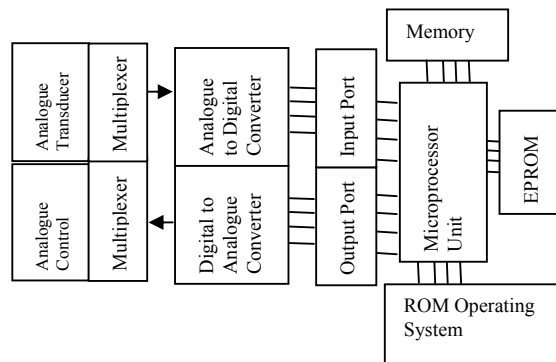 Analogue
Transducer
Multiplexer
Analogue
to Digital
Converter
Input Port
Memory
Microprocessor
Unit
EPROM
Analogue
Control
Multiplexer
Digital to
Analogue
Converter
Output Port
ROM Operating
System